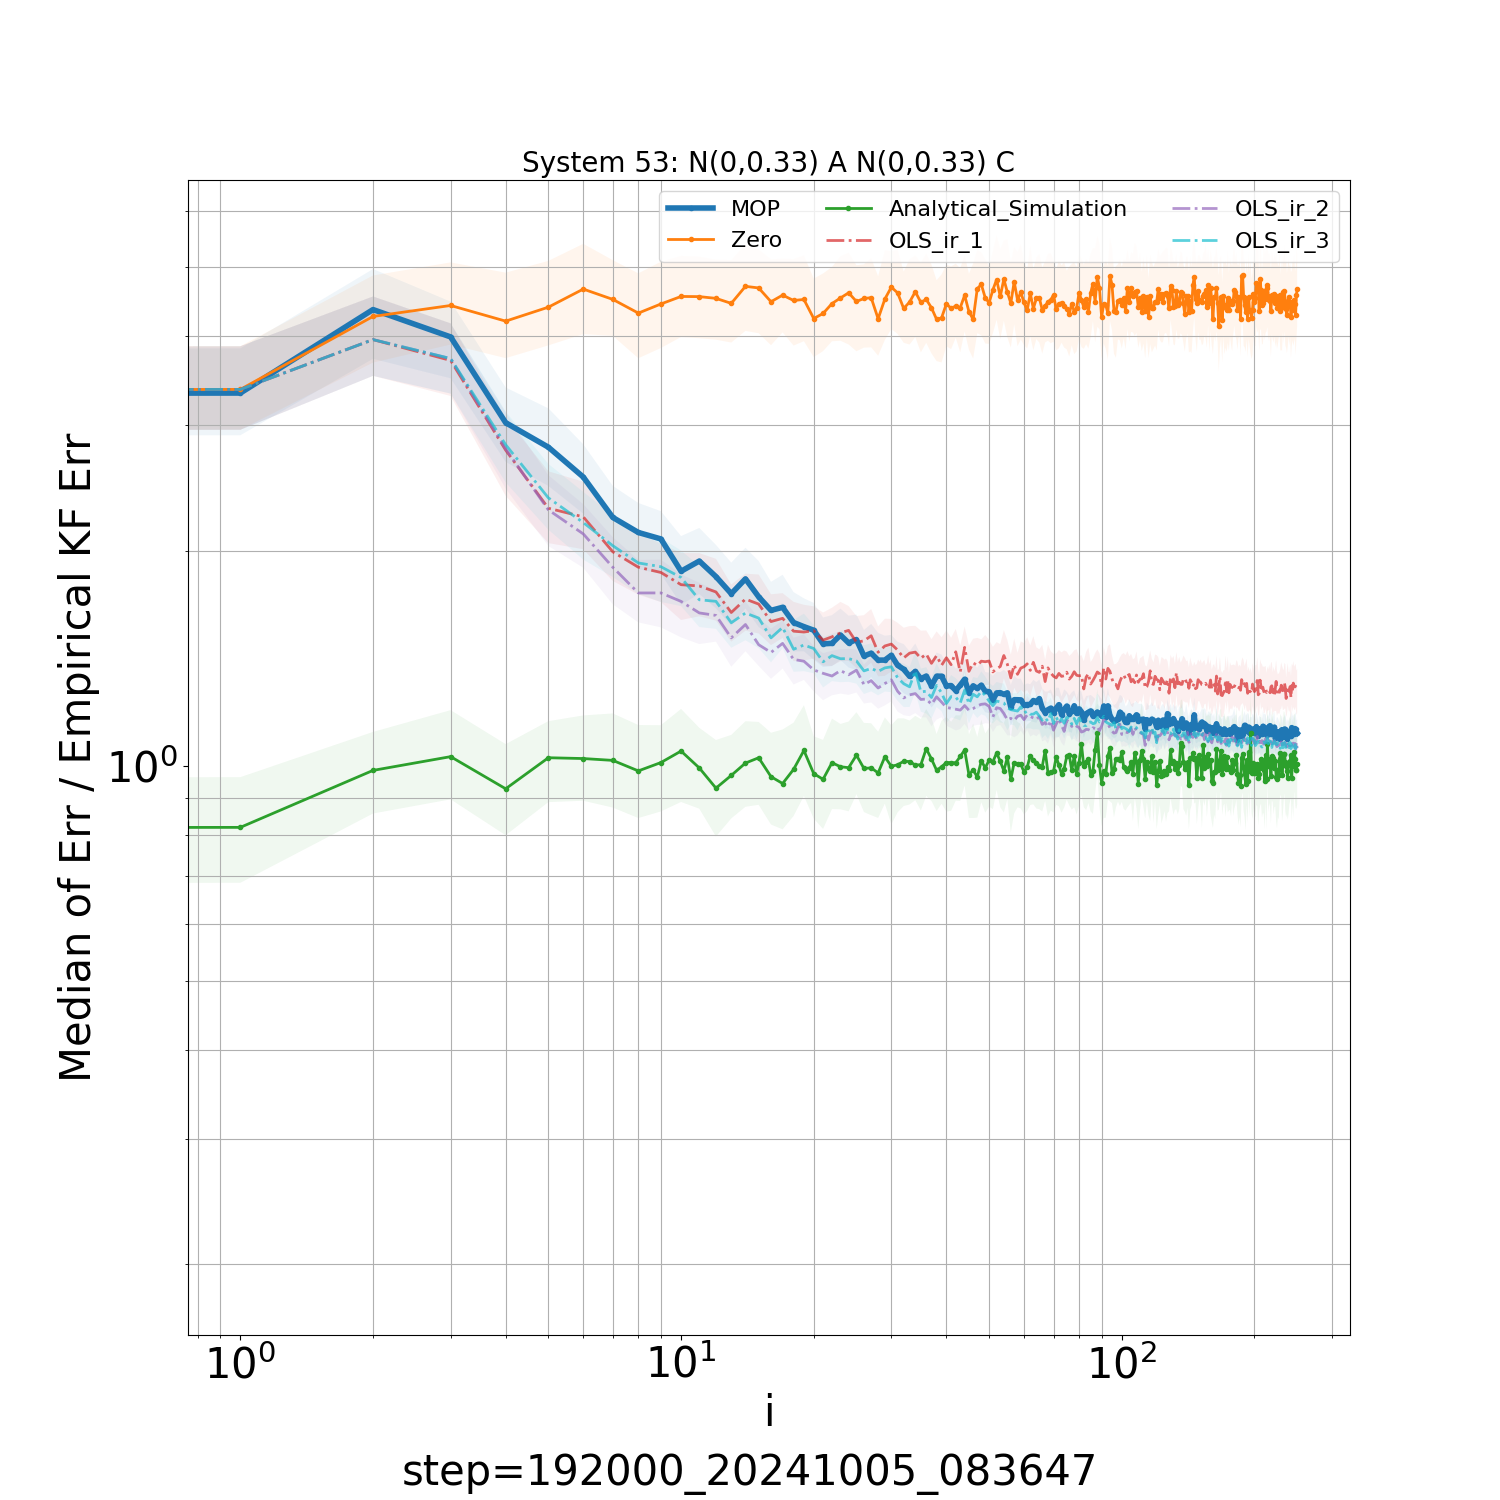 System 53: N(0,0.33) A N(0,0.33) C
MOP
Zero
Analytical_Simulation
OLS_ir_1
OLS_ir_2
OLS_ir_3
Median of Err / Empirical KF Err
10⁰
10⁰
10¹
10²
i
step=192000_20241005_083647